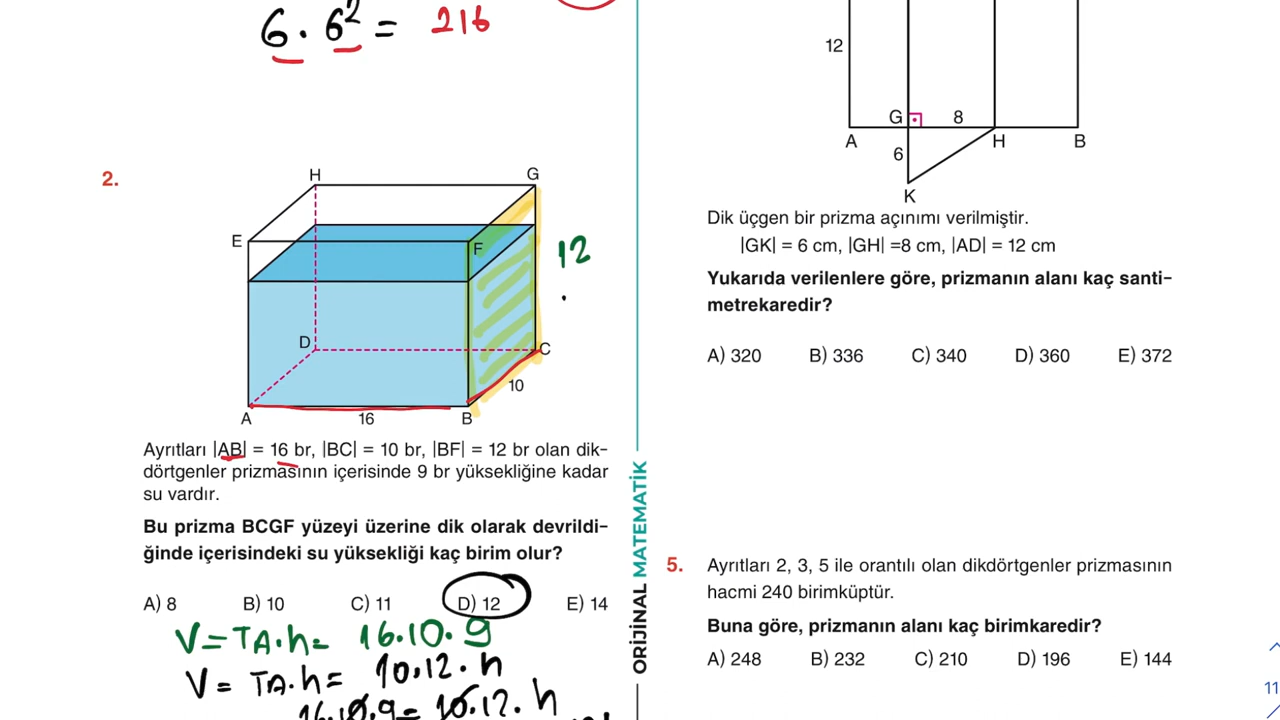 6 . 6² = 216
2.
H
G
E
F
12
D
C
10
A
16
B
Ayrıtları |AB| = 16 br, |BC| = 10 br, |BF| = 12 br olan dik-
dörtgenler prizmasının içerisinde 9 br yüksekliğine kadar
su vardır.
Bu prizma BCGF yüzeyi üzerine dik olarak devrildi-
ğinde içerisindeki su yüksekliği kaç birim olur?
A) 8 B) 10 C) 11 D) 12 E) 14
V = TA.h = 16.10.9
V = TA.h = 10.12.h
16.10.9 = 10.12.h
ORİJİNAL MATEMATİK
12
G
8
A
H
B
6
K
Dik üçgen bir prizma açınımı verilmiştir.
|GK| = 6 cm, |GH| =8 cm, |AD| = 12 cm
Yukarıda verilenlere göre, prizmanın alanı kaç santi-
metrekaredir?
A) 320 B) 336 C) 340 D) 360 E) 372
5.
Ayrıtları 2, 3, 5 ile orantılı olan dikdörtgenler prizmasının
hacmi 240 birimküptür.
Buna göre, prizmanın alanı kaç birimkaredir?
A) 248 B) 232 C) 210 D) 196 E) 144
11